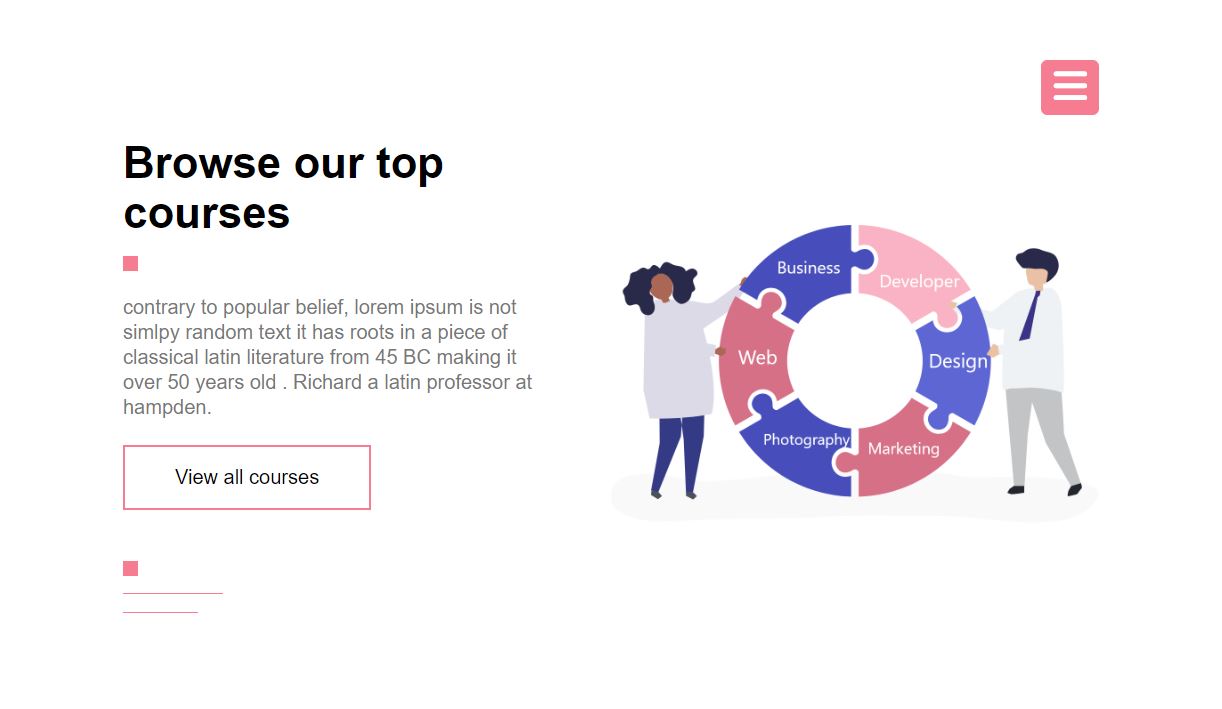 Browse our top
courses
contrary to popular belief, lorem ipsum is not
simlpy random text it has roots in a piece of
classical latin literature from 45 BC making it
over 50 years old . Richard a latin professor at
hampden.
View all courses
Business
Developer
Web
Design
Photography
Marketing